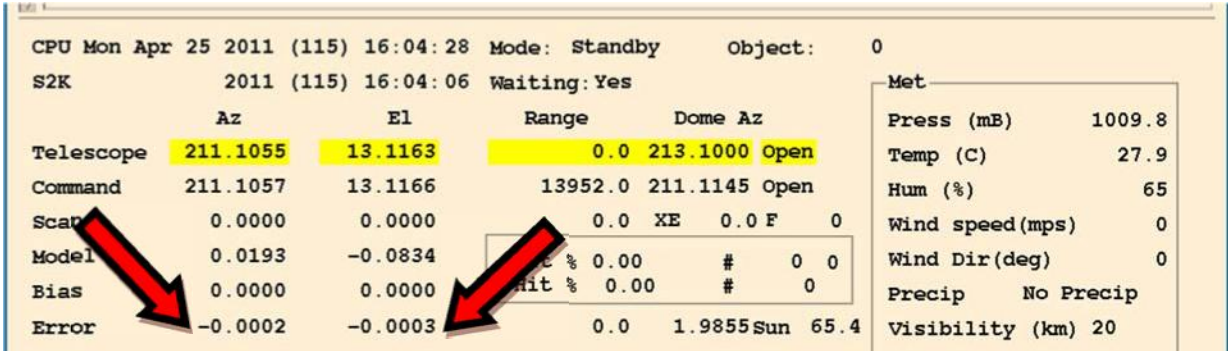 CPU Mon Apr 25 2011 (115) 16:04:28 Mode: Standby Object: 0
S2K 2011 (115) 16:04:06 Waiting: Yes
Az El Range Dome Az
Telescope 211.1055 13.1163 0.0 213.1000 Open
Command 211.1057 13.1166 13952.0 211.1145 Open
0.0000 0.0000 0.0 XE 0.0 F 0
Model 0.0193 -0.0834 % 0.00 # 0 0
Bias 0.0000 0.0000 Hit % 0.00 # 0
Error -0.0002 -0.0003 0.0 1.9855 Sun 65.4
Met
Press (mB) 1009.8
Temp (C) 27.9
Hum (%) 65
Wind speed(mps) 0
Wind Dir(deg) 0
Precip No Precip
Visibility (km) 20